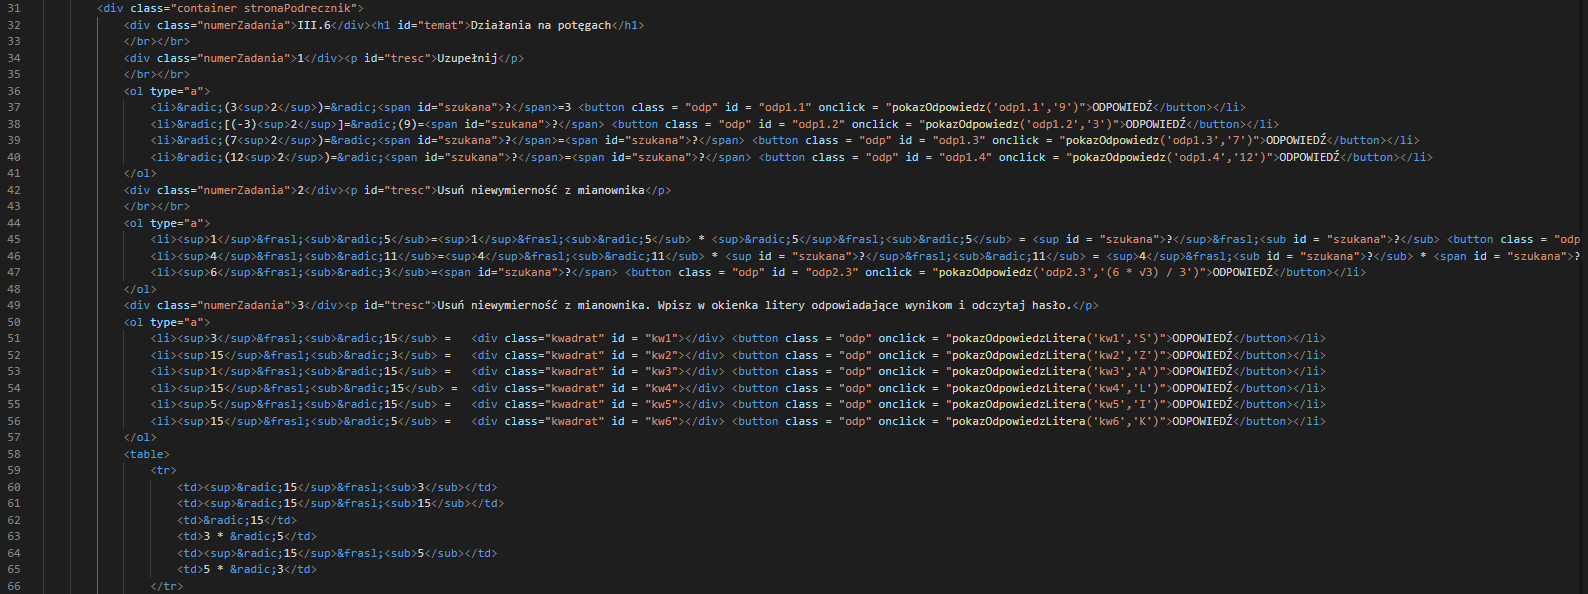 31 <div class="container stronaPodrecznik">
32 <div class="numerZadania">III.6</div><h1 id="temat">Działania na potęgach</h1>
33 </br></br>
34 <div class="numerZadania">1</div><p id="tresc">Uzupełnij</p>
35 </br></br>
36 <ol type="a">
37 <li>&radic;(3<sup>2</sup>)=&radic;<span id="szukana">?</span>=3 <button class = "odp" id = "odp1.1" onclick = "pokazOdpowiedz('odp1.1','9')">ODPOWIEDŹ</button></li>
38 <li>&radic;[(-3)<sup>2</sup>]=&radic;(9)=<span id="szukana">?</span> <button class = "odp" id = "odp1.2" onclick = "pokazOdpowiedz('odp1.2','3')">ODPOWIEDŹ</button></li>
39 <li>&radic;(7<sup>2</sup>)=&radic;<span id="szukana">?</span>=<span id="szukana">?</span> <button class = "odp" id = "odp1.3" onclick = "pokazOdpowiedz('odp1.3','7')">ODPOWIEDŹ</button></li>
40 <li>&radic;(12<sup>2</sup>)=&radic;<span id="szukana">?</span>=<span id="szukana">?</span> <button class = "odp" id = "odp1.4" onclick = "pokazOdpowiedz('odp1.4','12')">ODPOWIEDŹ</button></li>
41 </ol>
42 <div class="numerZadania">2</div><p id="tresc">Usuń niewymierność z mianownika</p>
43 </br></br>
44 <ol type="a">
45 <li><sup>1</sup>&frasl;<sub>&radic;5</sub>=<sup>1</sup>&frasl;<sub>&radic;5</sub> * <sup>&radic;5</sup>&frasl;<sub>&radic;5</sub> = <sup id = "szukana">?</sup>&frasl;<sub id = "szukana">?</sub> <button class = "odp
46 <li><sup>4</sup>&frasl;<sub>&radic;11</sub>=<sup>4</sup>&frasl;<sub>&radic;11</sub> * <sup id = "szukana">?</sup>&frasl;<sub>&radic;11</sub> = <sup>4</sup>&frasl;<sub id = "szukana">?</sub> * <span id = "szukana">?
47 <li><sup>6</sup>&frasl;<sub>&radic;3</sub>=<span id="szukana">?</span> <button class = "odp" id = "odp2.3" onclick = "pokazOdpowiedz('odp2.3','(6 * √3) / 3')">ODPOWIEDŹ</button></li>
48 </ol>
49 <div class="numerZadania">3</div><p id="tresc">Usuń niewymierność z mianownika. Wpisz w okienka litery odpowiadające wynikom i odczytaj hasło.</p>
50 <ol type="a">
51 <li><sup>3</sup>&frasl;<sub>&radic;15</sub> = <div class="kwadrat" id = "kw1"></div> <button class = "odp" onclick = "pokazOdpowiedzLitera('kw1','S')">ODPOWIEDŹ</button></li>
52 <li><sup>15</sup>&frasl;<sub>&radic;3</sub> = <div class="kwadrat" id = "kw2"></div> <button class = "odp" onclick = "pokazOdpowiedzLitera('kw2','Z')">ODPOWIEDŹ</button></li>
53 <li><sup>1</sup>&frasl;<sub>&radic;15</sub> = <div class="kwadrat" id = "kw3"></div> <button class = "odp" onclick = "pokazOdpowiedzLitera('kw3','A')">ODPOWIEDŹ</button></li>
54 <li><sup>15</sup>&frasl;<sub>&radic;15</sub> = <div class="kwadrat" id = "kw4"></div> <button class = "odp" onclick = "pokazOdpowiedzLitera('kw4','L')">ODPOWIEDŹ</button></li>
55 <li><sup>5</sup>&frasl;<sub>&radic;15</sub> = <div class="kwadrat" id = "kw5"></div> <button class = "odp" onclick = "pokazOdpowiedzLitera('kw5','I')">ODPOWIEDŹ</button></li>
56 <li><sup>15</sup>&frasl;<sub>&radic;5</sub> = <div class="kwadrat" id = "kw6"></div> <button class = "odp" onclick = "pokazOdpowiedzLitera('kw6','K')">ODPOWIEDŹ</button></li>
57 </ol>
58 <table>
59 <tr>
60 <td><sup>&radic;15</sup>&frasl;<sub>3</sub></td>
61 <td><sup>&radic;15</sup>&frasl;<sub>15</sub></td>
62 <td>&radic;15</td>
63 <td>3 * &radic;5</td>
64 <td><sup>&radic;15</sup>&frasl;<sub>5</sub></td>
65 <td>5 * &radic;3</td>
66 </tr>